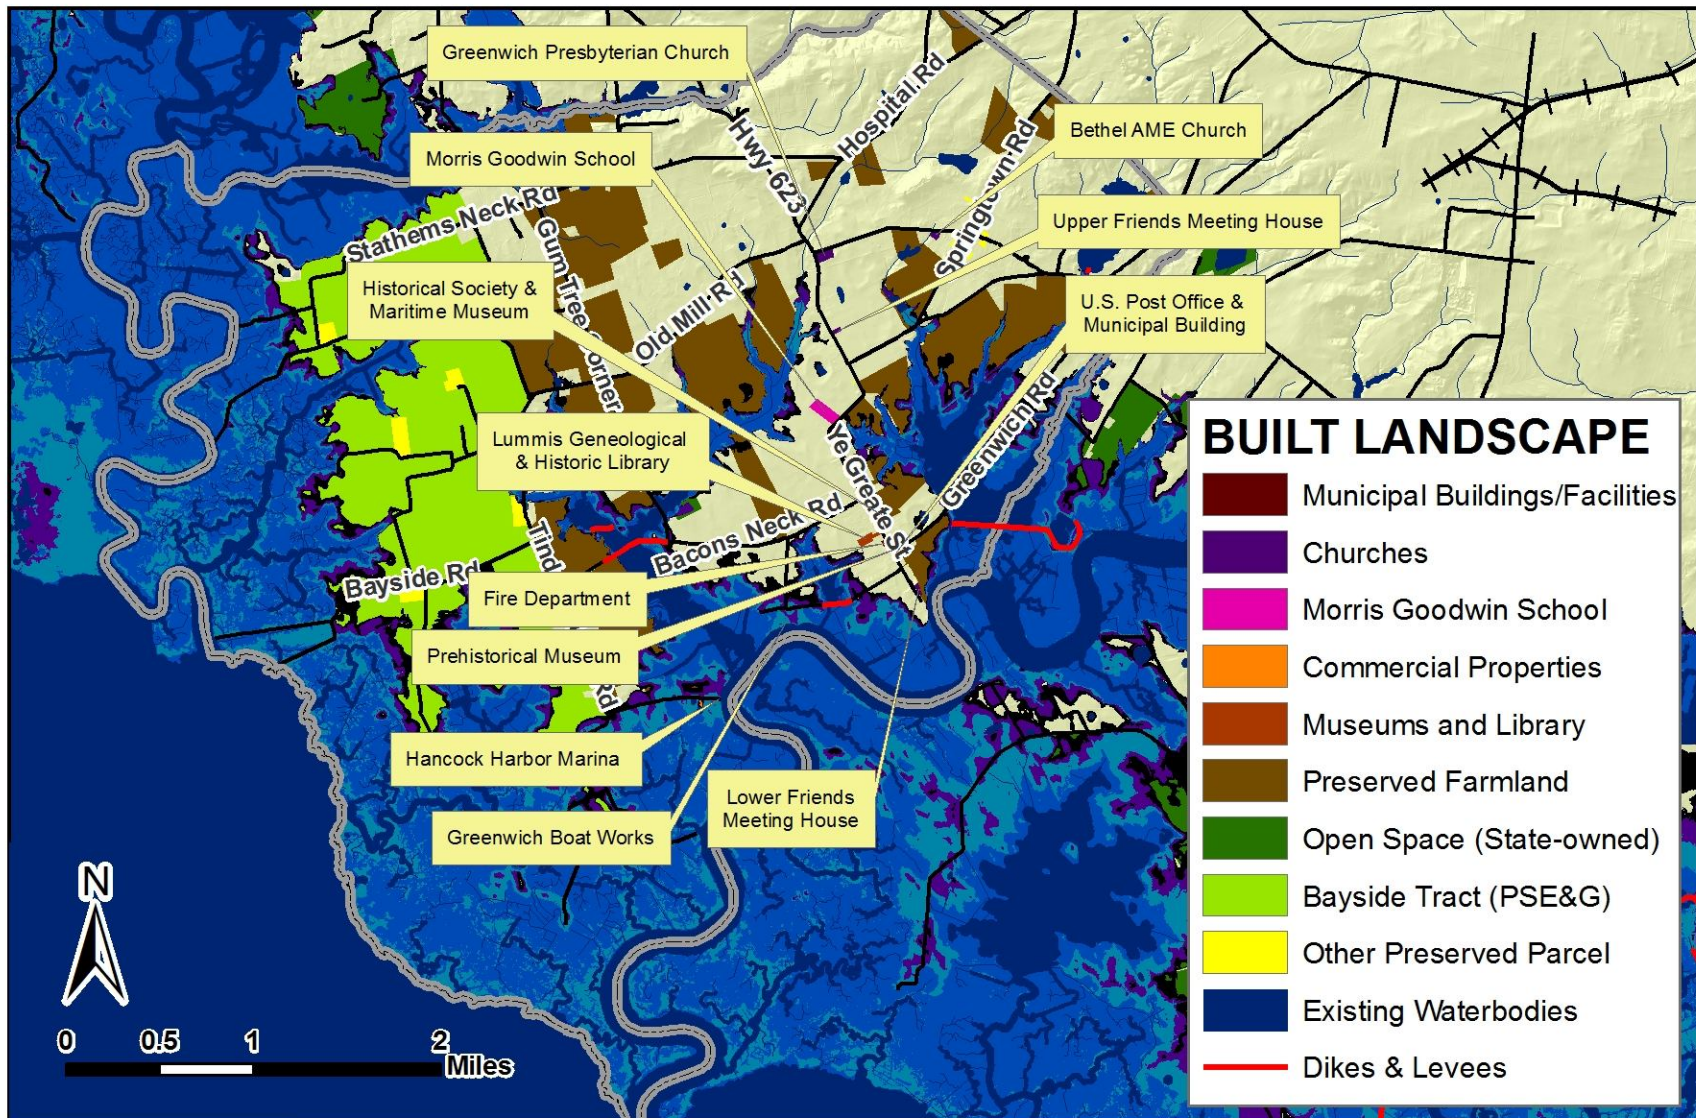 Greenwich Presbyterian Church
Hospital Rd
Hwy 623
Bethel AME Church
Morris Goodwin School
Springtown Rd
Stathems Neck Rd
Upper Friends Meeting House
Gum Tree Corner
Historical Society &
Maritime Museum
Old Mill Rd
U.S. Post Office &
Municipal Building
Greenwich Rd
Ye Greate St
Lummis Geneological
& Historic Library
Bacons Neck Rd
Tind
Rd
Bayside Rd
Fire Department
Prehistorical Museum
Hancock Harbor Marina
Lower Friends
Meeting House
Greenwich Boat Works
N
0 0.5 1 2
Miles
BUILT LANDSCAPE
Municipal Buildings/Facilities
Churches
Morris Goodwin School
Commercial Properties
Museums and Library
Preserved Farmland
Open Space (State-owned)
Bayside Tract (PSE&G)
Other Preserved Parcel
Existing Waterbodies
Dikes & Levees